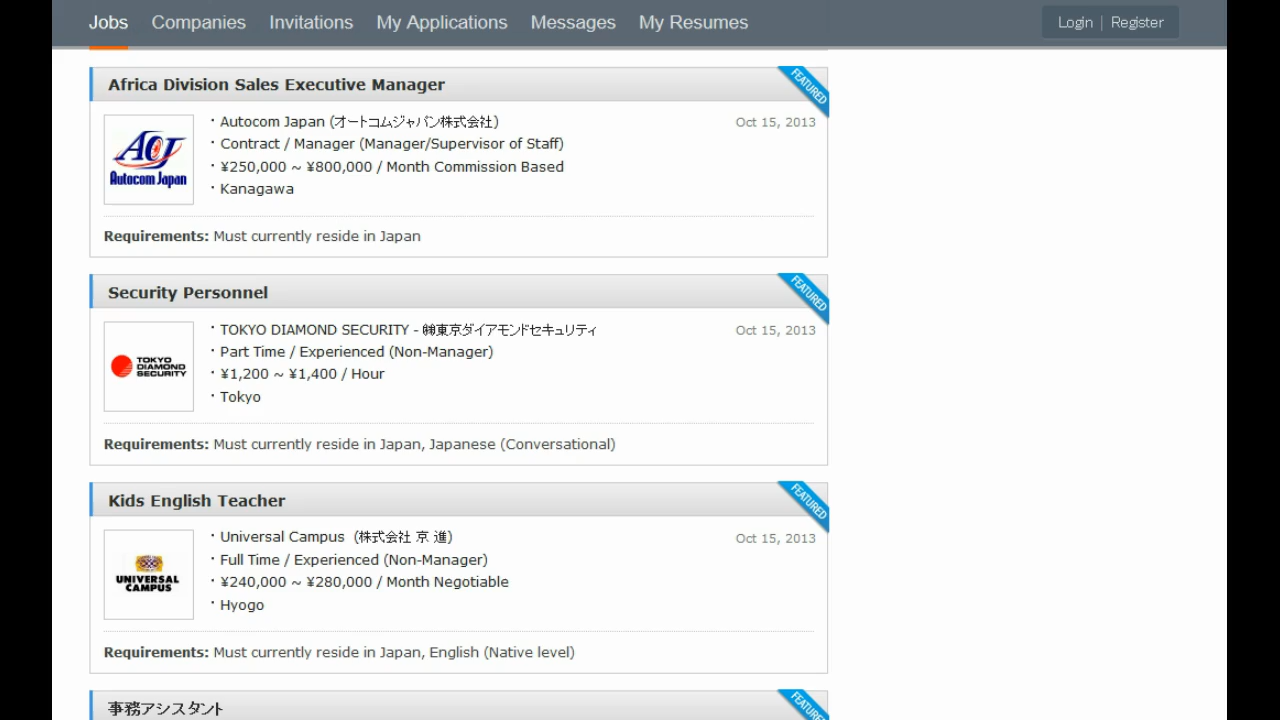 Jobs Companies Invitations My Applications Messages My Resumes Login | Register
Africa Division Sales Executive Manager
FEATURED
・Autocom Japan (オートコムジャパン株式会社)
Oct 15, 2013
・Contract / Manager (Manager/Supervisor of Staff)
・¥250,000 ~ ¥800,000 / Month Commission Based
・Kanagawa
ACJ
Autocom Japan
Requirements: Must currently reside in Japan
Security Personnel
FEATURED
・TOKYO DIAMOND SECURITY - ㈱東京ダイアモンドセキュリティ
Oct 15, 2013
・Part Time / Experienced (Non-Manager)
・¥1,200 ~ ¥1,400 / Hour
・Tokyo
TOKYO
DIAMOND
SECURITY
Requirements: Must currently reside in Japan, Japanese (Conversational)
Kids English Teacher
FEATURED
・Universal Campus (株式会社 京 進)
Oct 15, 2013
・Full Time / Experienced (Non-Manager)
・¥240,000 ~ ¥280,000 / Month Negotiable
・Hyogo
UNIVERSAL
CAMPUS
Requirements: Must currently reside in Japan, English (Native level)
事務アシスタント
FEATURED